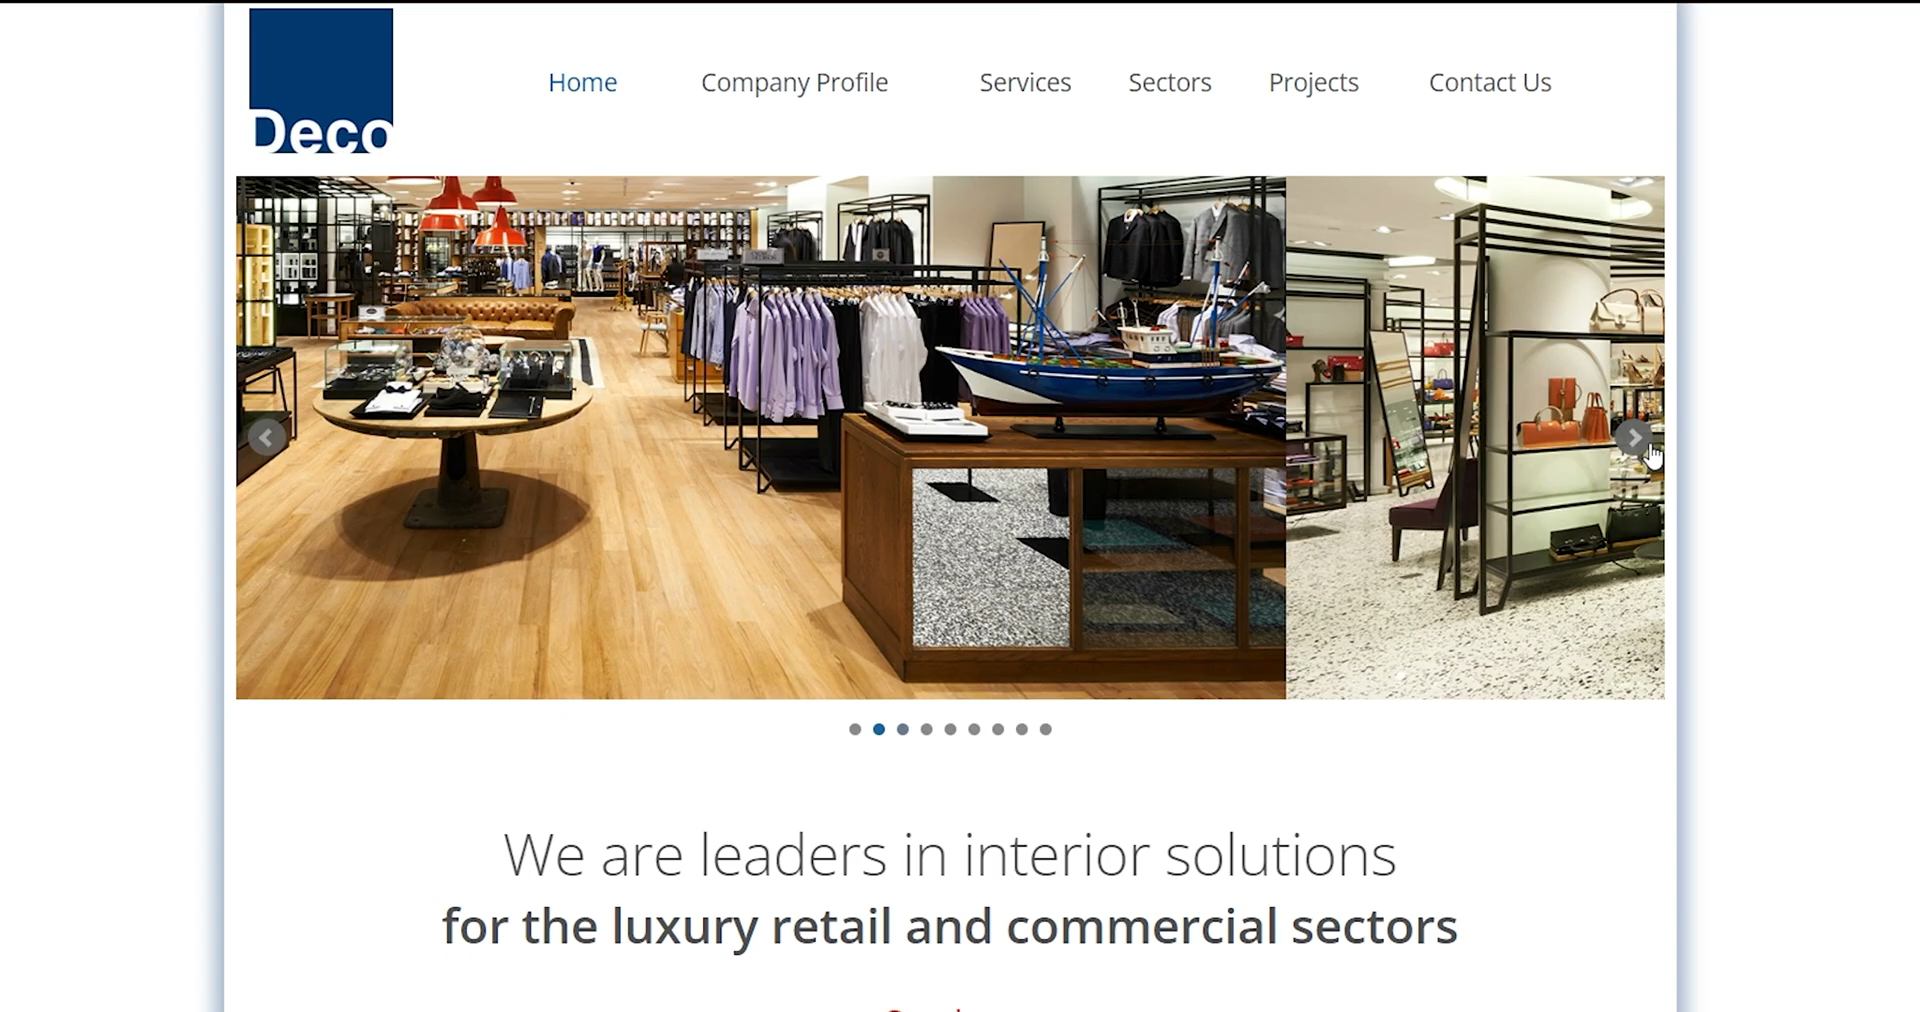 Deco
Home Company Profile Services Sectors Projects Contact Us
We are leaders in interior solutions
for the luxury retail and commercial sectors